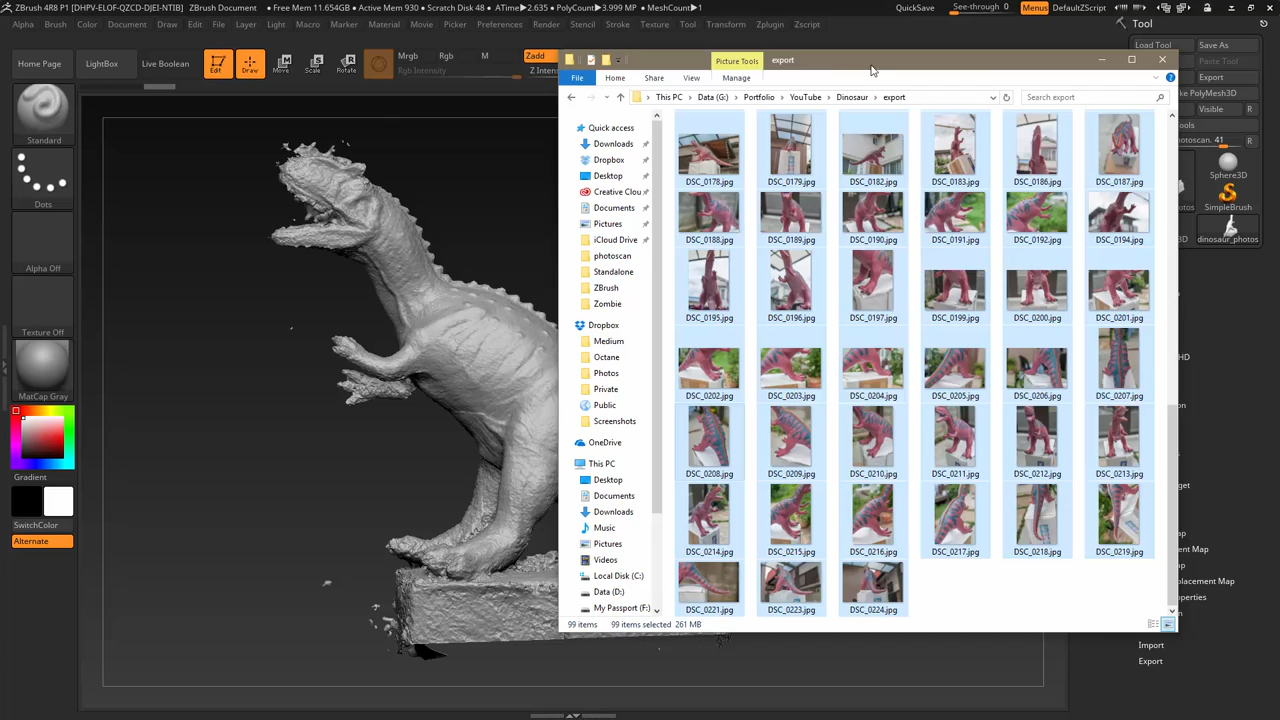 ZBrush 4R8 P1 [DHPV-ELOF-QZCD-DJEI-NTIB]
ZBrush Document
• Free Mem 11.654GB • Active Mem 930 • Scratch Disk 48 • ATime▶2.635 • PolyCount▶3.999 MP • MeshCount▶1
QuickSave
See-through 0
Menus
DefaultZScript
Alpha Brush Color Document Draw Edit File Layer Light Macro Marker Material Movie Picker Preferences Render Stencil Stroke Texture Tool Transform Zplugin Zscript
Tool
Load Tool
Save As
Home Page
LightBox
Live Boolean
Edit
Draw
Move
Scale
Rotate
Mrgb
Rgb
M
Rgb Intensity
Zadd
Z Intens
Paste Tool
Export
PolyMesh3D
Visible
R
photoscan. 41
R
Sphere3D
SimpleBrush
dinosaur_photos
Standard
Dots
Alpha Off
Texture Off
MatCap Gray
Gradient
SwitchColor
Alternate
Picture Tools
export
File
Home
Share
View
Manage
This PC
Data (G:)
Portfolio
YouTube
Dinosaur
export
Search export
Quick access
Downloads
Dropbox
Desktop
Creative Clou
Documents
Pictures
iCloud Drive
photoscan
Standalone
ZBrush
Zombie
Dropbox
Medium
Octane
Photos
Private
Public
Screenshots
OneDrive
This PC
Desktop
Documents
Downloads
Music
Pictures
Videos
Local Disk (C:)
Data (D:)
My Passport (F:)
DSC_0178.jpg DSC_0179.jpg DSC_0182.jpg DSC_0183.jpg DSC_0186.jpg DSC_0187.jpg
DSC_0188.jpg DSC_0189.jpg DSC_0190.jpg DSC_0191.jpg DSC_0192.jpg DSC_0194.jpg
DSC_0195.jpg DSC_0196.jpg DSC_0197.jpg DSC_0199.jpg DSC_0200.jpg DSC_0201.jpg
DSC_0202.jpg DSC_0203.jpg DSC_0204.jpg DSC_0205.jpg DSC_0206.jpg DSC_0207.jpg
DSC_0208.jpg DSC_0209.jpg DSC_0210.jpg DSC_0211.jpg DSC_0212.jpg DSC_0213.jpg
DSC_0214.jpg DSC_0215.jpg DSC_0216.jpg DSC_0217.jpg DSC_0218.jpg DSC_0219.jpg
DSC_0221.jpg DSC_0223.jpg DSC_0224.jpg
99 items 99 items selected 261 MB
Map
Map
Import
Export